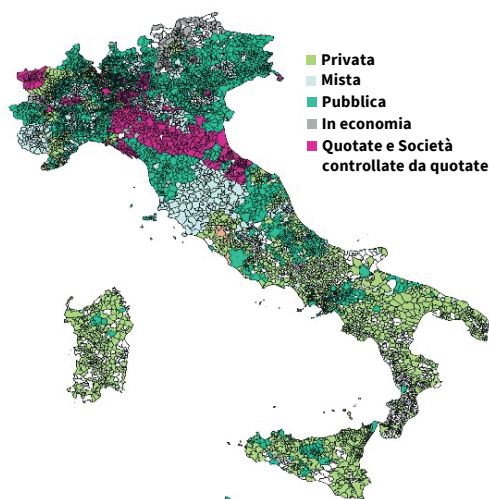 Privata
Mista
Pubblica
In economia
Quotate e Società
controllate da quotate